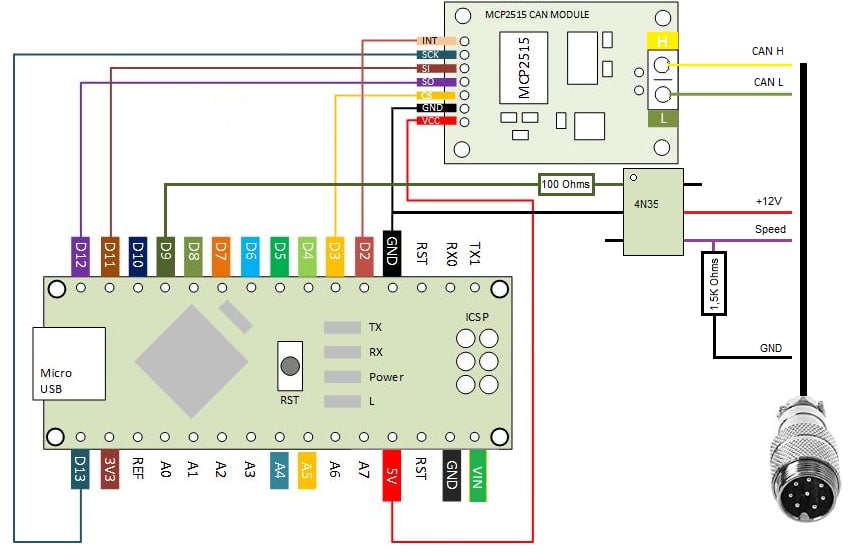 MCP2515 CAN MODULE
INT
SCK
SI
SO
CS
GND
VCC
MCP2515
H
L
CAN H
CAN L
100 Ohms
4N35
+12V
Speed
1,5K Ohms
GND
D12
D11
D10
D9
D8
D7
D6
D5
D4
D3
D2
GND
RST
RX0
TX1
Micro
USB
RST
TX
RX
Power
L
ICSP
D13
3V3
REF
A0
A1
A2
A3
A4
A5
A6
A7
5V
RST
GND
VIN